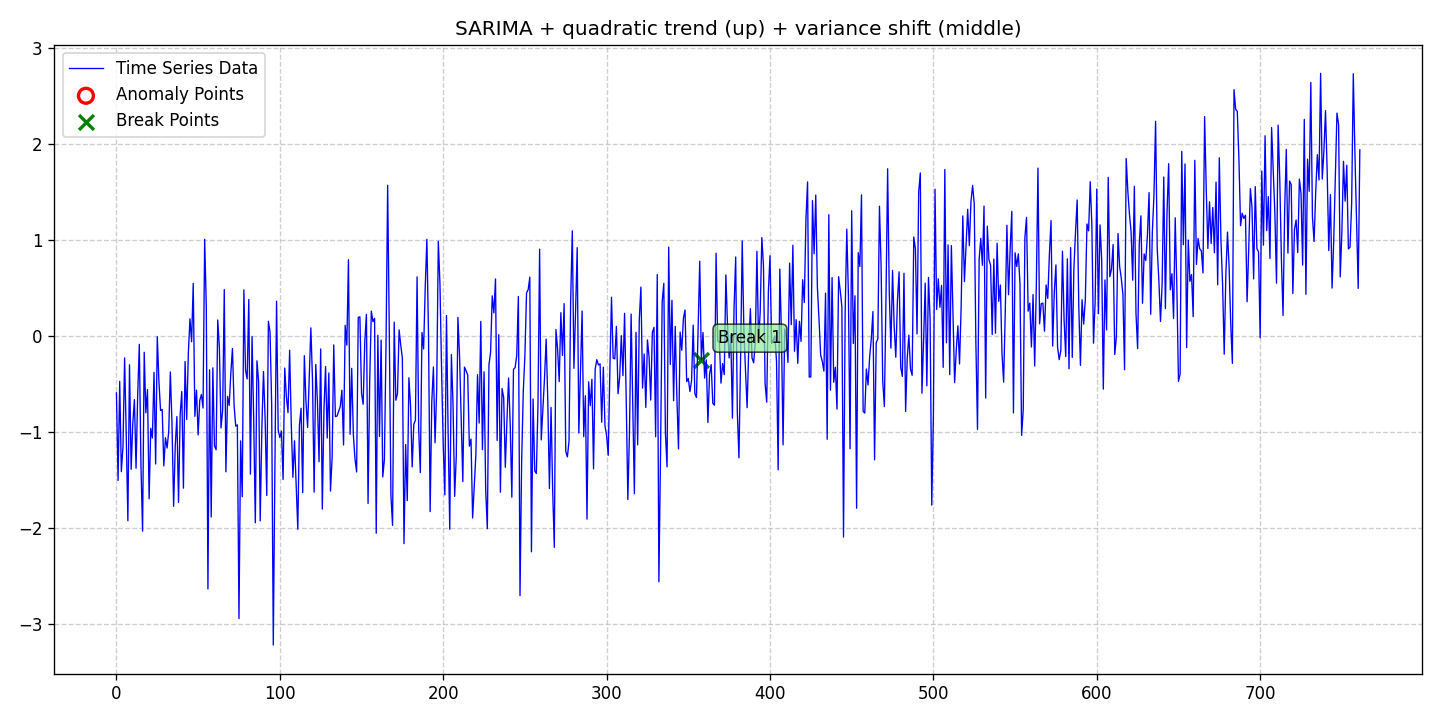 SARIMA + quadratic trend (up) + variance shift (middle)
Time Series Data
Anomaly Points
Break Points
Break 1
3
2
1
0
−1
−2
−3
0 100 200 300 400 500 600 700